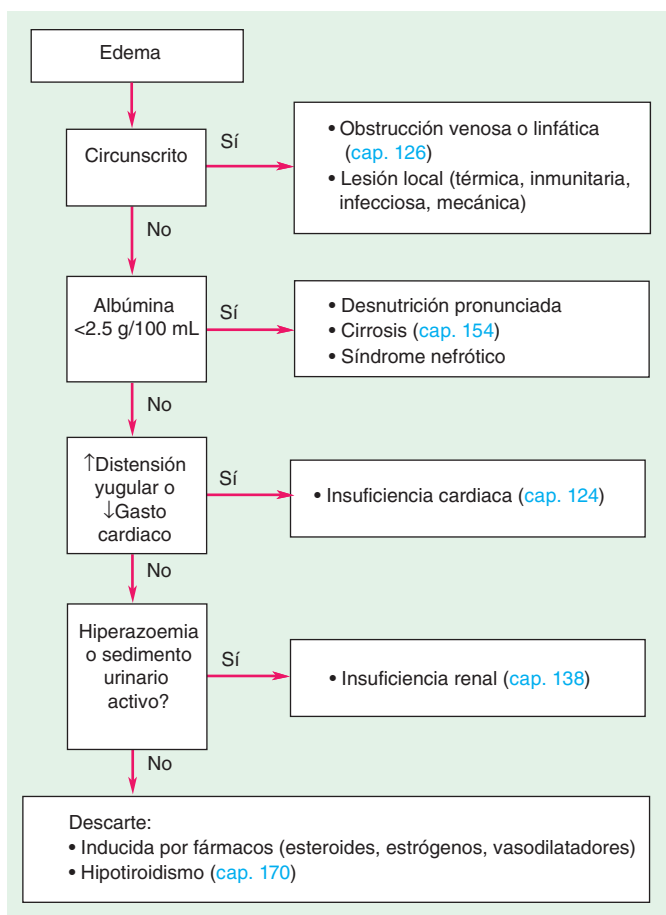 Edema
Circunscrito
Sí
• Obstrucción venosa o linfática
(cap. 126)
• Lesión local (térmica, inmunitaria,
infecciosa, mecánica)
No
Albúmina
<2.5 g/100 mL
Sí
• Desnutrición pronunciada
• Cirrosis (cap. 154)
• Síndrome nefrótico
No
↑Distensión
yugular o
↓Gasto
cardiaco
Sí
• Insuficiencia cardiaca (cap. 124)
No
Hiperazoemia
o sedimento
urinario
activo?
Sí
• Insuficiencia renal (cap. 138)
No
Descarte:
• Inducida por fármacos (esteroides, estrógenos, vasodilatadores)
• Hipotiroidismo (cap. 170)